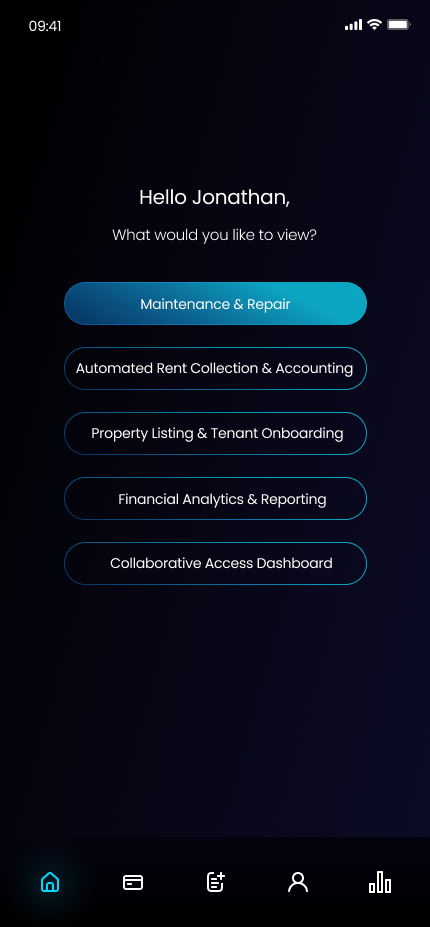 09:41
Hello Jonathan,
What would you like to view?
Maintenance & Repair
Automated Rent Collection & Accounting
Property Listing & Tenant Onboarding
Financial Analytics & Reporting
Collaborative Access Dashboard